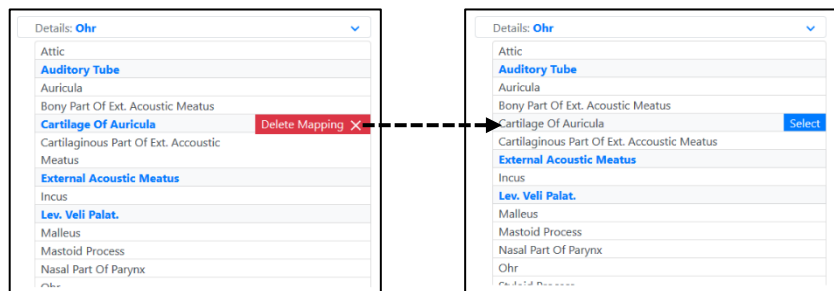 Details: Ohr
Attic
Auditory Tube
Auricula
Bony Part Of Ext. Acoustic Meatus
Cartilage Of Auricula Delete Mapping
Cartilaginous Part Of Ext. Accoustic
Meatus
External Acoustic Meatus
Incus
Lev. Veli Palat.
Malleus
Mastoid Process
Nasal Part Of Parynx
Ohr
Details: Ohr
Attic
Auditory Tube
Auricula
Bony Part Of Ext. Acoustic Meatus
Cartilage Of Auricula Select
Cartilaginous Part Of Ext. Accoustic Meatus
External Acoustic Meatus
Incus
Lev. Veli Palat.
Malleus
Mastoid Process
Nasal Part Of Parynx
Ohr
Styloid Process